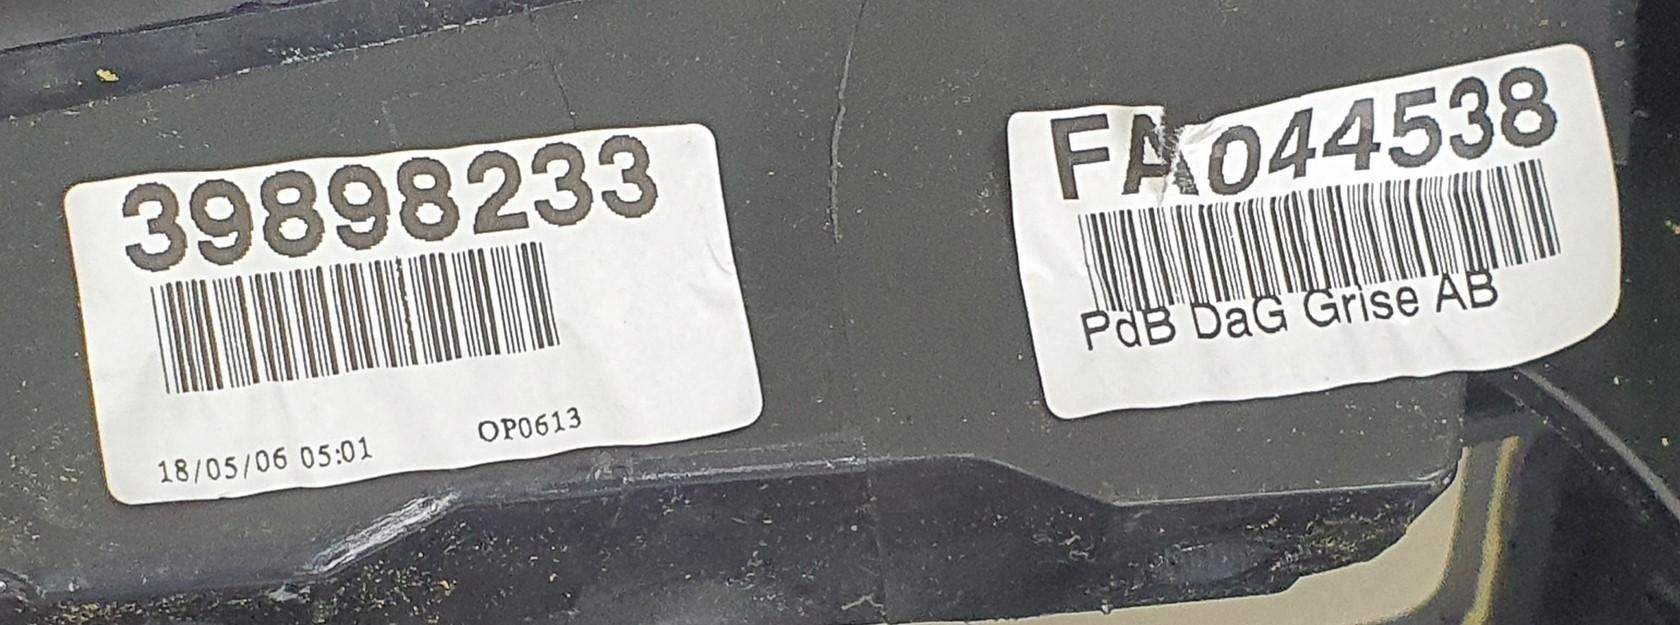 39898233
18/05/06 05:01 OP0613
FA044538
PdB DaG Grise AB